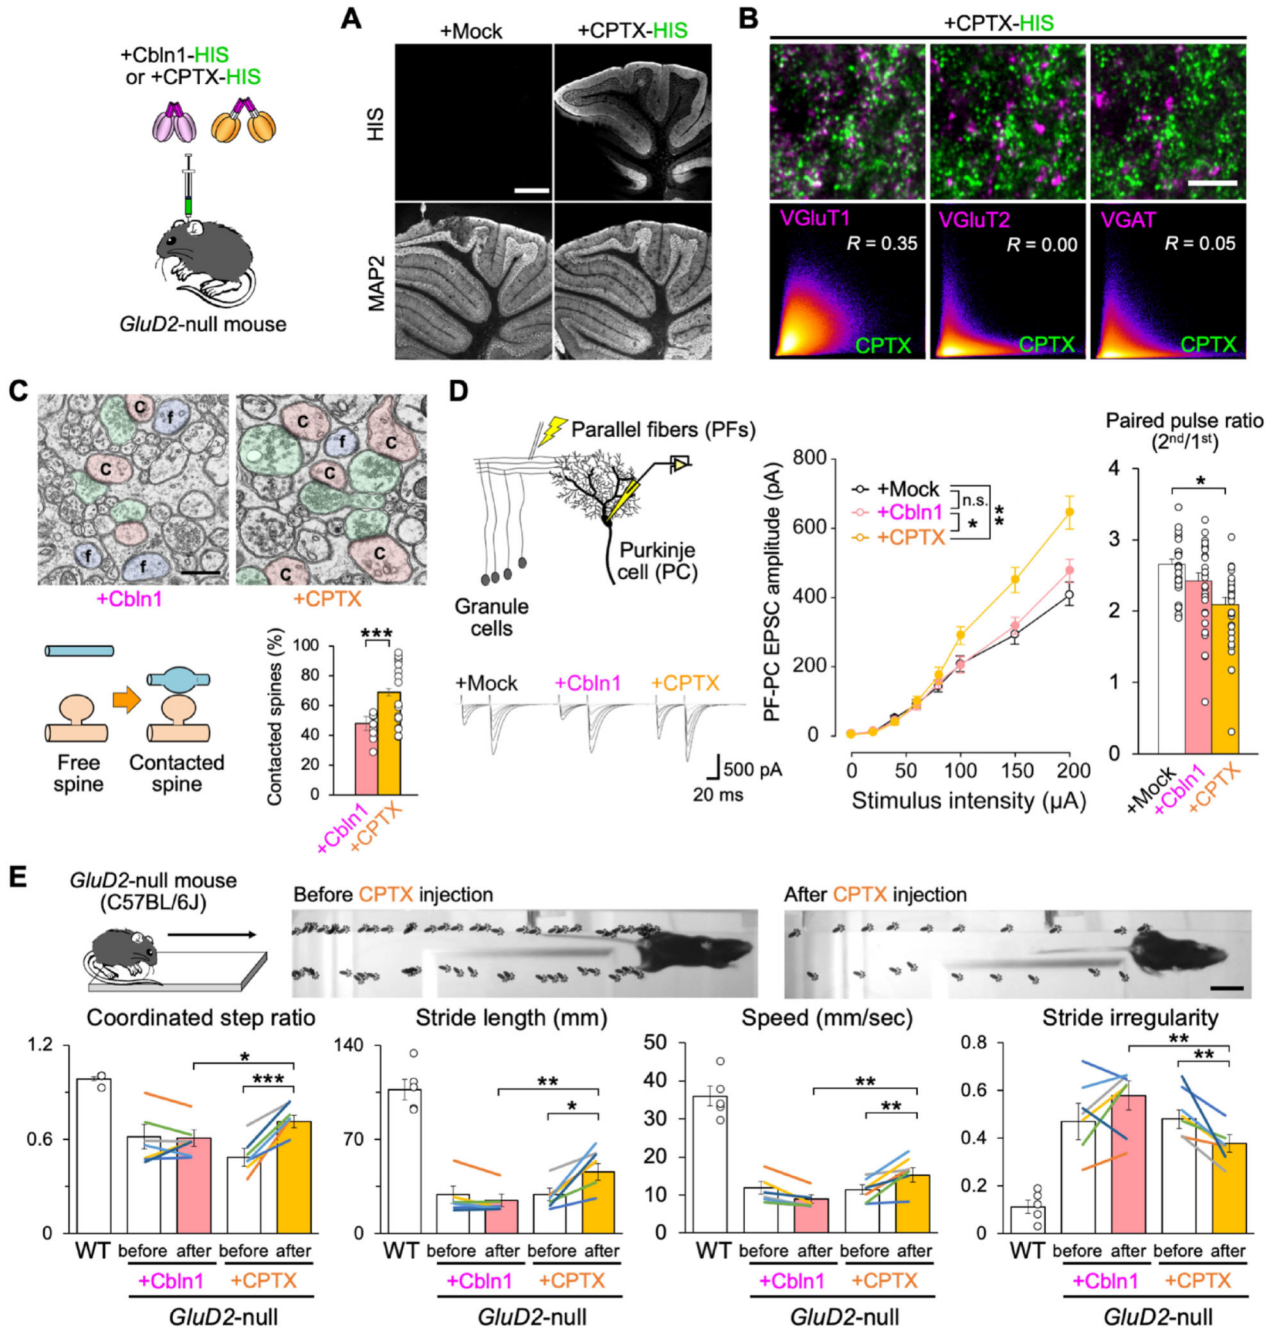 +Cbln1-HIS
or +CPTX-HIS
GluD2-null mouse
A
+Mock
+CPTX-HIS
HIS
MAP2
B
+CPTX-HIS
VGluT1
R = 0.35
CPTX
VGluT2
R = 0.00
CPTX
VGAT
R = 0.05
CPTX
C
C
f
C
f
f
+Cbln1
C
f
C
C
C
C
+CPTX
Free
spine
Contacted
spine
Contacted spines (%)
100
80
60
40
20
0
***
+Cbln1
+CPTX
D
Parallel fibers (PFs)
Purkinje
cell (PC)
Granule
cells
+Mock
+Cbln1
+CPTX
500 pA
20 ms
PF-PC EPSC amplitude (pA)
800
600
400
200
0
+Mock
+Cbln1
+CPTX
n.s.
*
**
0
50
100
150
200
Stimulus intensity (µA)
Paired pulse ratio
(2nd/1st)
4
3
2
1
0
*
+Mock
+Cbln1
+CPTX
E
GluD2-null mouse
(C57BL/6J)
Before CPTX injection
After CPTX injection
Coordinated step ratio
1.2
0.6
0
*
***
WT
before
after
before
after
+Cbln1
+CPTX
GluD2-null
Stride length (mm)
140
70
0
**
*
WT
before
after
before
after
+Cbln1
+CPTX
GluD2-null
Speed (mm/sec)
50
40
30
20
10
0
**
**
WT
before
after
before
after
+Cbln1
+CPTX
GluD2-null
Stride irregularity
0.8
0.6
0.4
0.2
0
**
**
WT
before
after
before
after
+Cbln1
+CPTX
GluD2-null